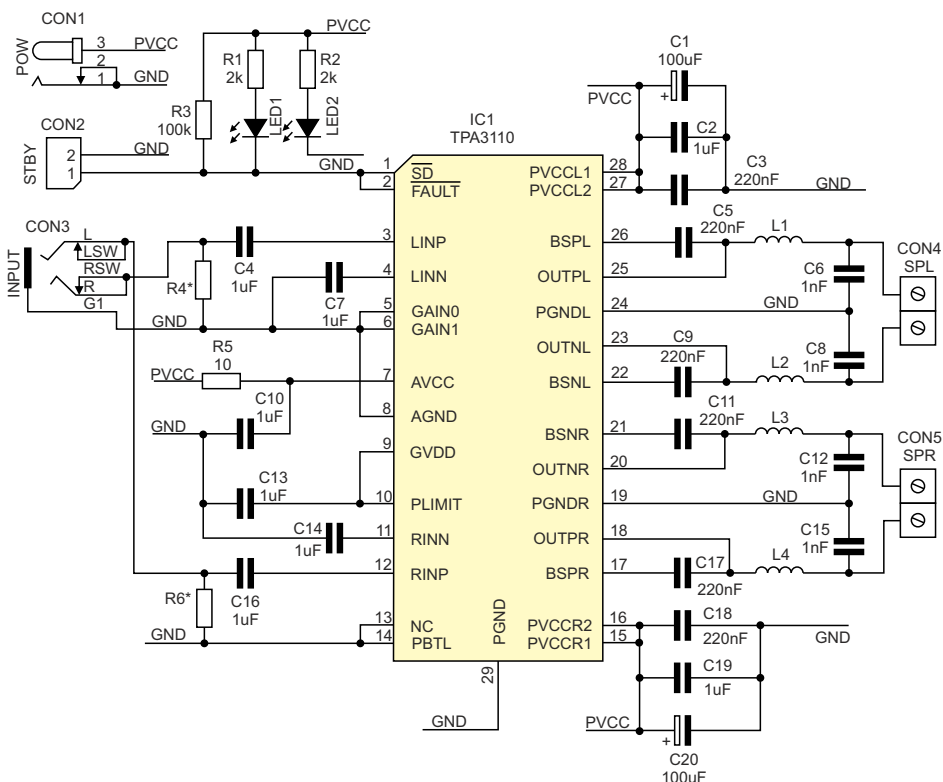 CON1
POW
3
PVCC
2
1
GND
CON2
STBY
2
GND
1
PVCC
R1
2k
R2
2k
R3
100k
LED1
LED2
GND
IC1
TPA3110
CON3
INPUT
L
LSW
RSW
R
G1
GND
R4*
C4
1uF
C7
1uF
R5
10
PVCC
C10
1uF
GND
C13
1uF
C14
1uF
R6*
C16
1uF
GND
1
SD
2
FAULT
3
LINP
4
LINN
5
GAIN0
6
GAIN1
7
AVCC
8
AGND
9
GVDD
10
PLIMIT
11
RINN
12
RINP
13
NC
14
PBTL
PGND
29
GND
PVCCL1
28
PVCCL2
27
BSPL
26
OUTPL
25
PGNDL
24
OUTNL
23
BSNL
22
BSNR
21
OUTNR
20
PGNDR
19
OUTPR
18
BSPR
17
PVCCR2
16
PVCCR1
15
C1
100uF
PVCC
+
C2
1uF
C3
220nF
GND
C5
220nF
L1
C6
1nF
CON4
SPL
GND
C9
220nF
C8
1nF
L2
C11
220nF
L3
C12
1nF
CON5
SPR
GND
C15
1nF
C17
220nF
L4
C18
220nF
GND
C19
1uF
PVCC
+
C20
100uF